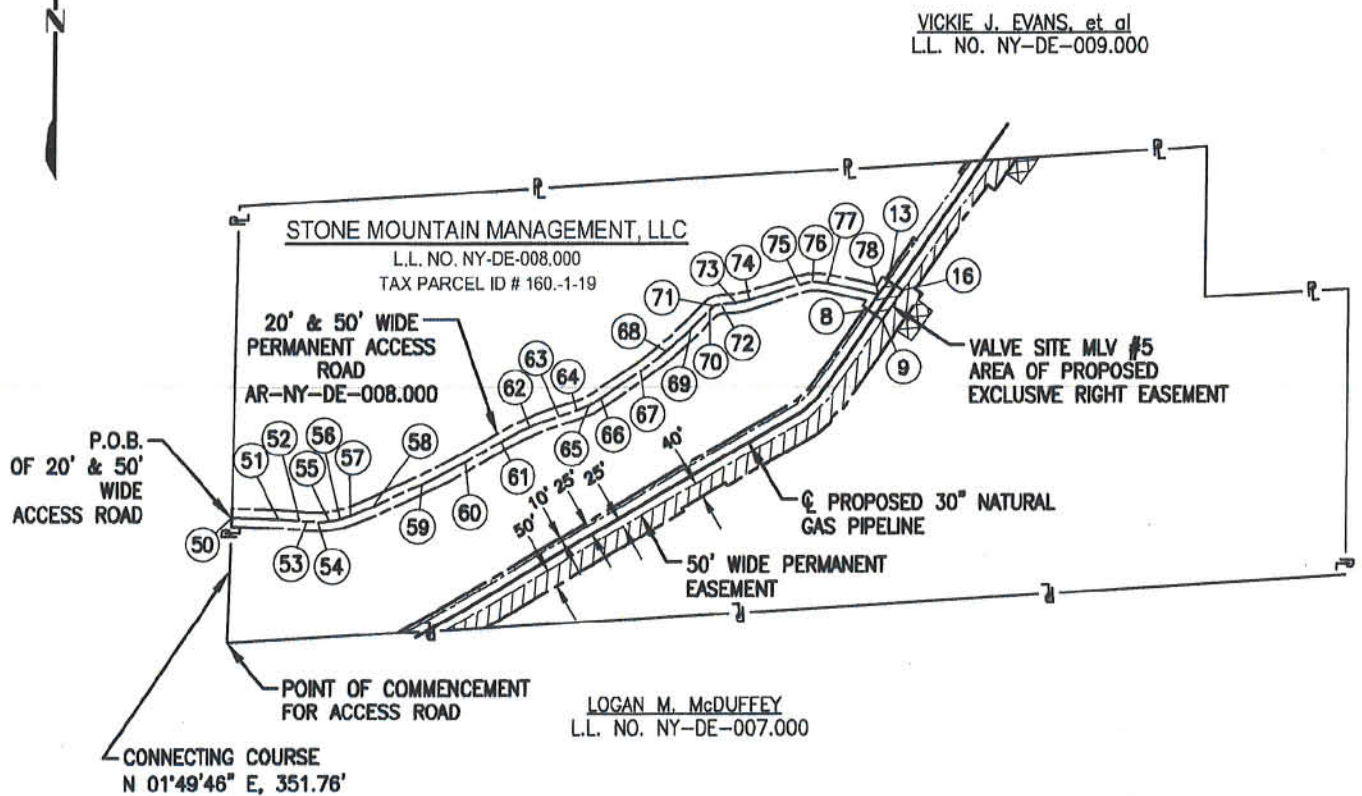 N
VICKIE J. EVANS, et al
L.L. NO. NY-DE-009.000
PL
PL
PL
PL
PL
STONE MOUNTAIN MANAGEMENT, LLC
L.L. NO. NY-DE-008.000
TAX PARCEL ID # 160.-1-19
20' & 50' WIDE
PERMANENT ACCESS
ROAD
AR-NY-DE-008.000
P.O.B.
OF 20' & 50'
WIDE
ACCESS ROAD
50
51
52
53
54
55
56
57
58
59
60
61
62
63
64
65
66
67
68
69
70
71
72
73
74
75
76
77
78
13
16
8
9
VALVE SITE MLV #5
AREA OF PROPOSED
EXCLUSIVE RIGHT EASEMENT
50'
10'
25'
25'
40'
℄ PROPOSED 30" NATURAL
GAS PIPELINE
50' WIDE PERMANENT
EASEMENT
PL
PL
PL
PL
PL
POINT OF COMMENCEMENT
FOR ACCESS ROAD
LOGAN M. McDUFFEY
L.L. NO. NY-DE-007.000
CONNECTING COURSE
N 01°49'46" E, 351.76'